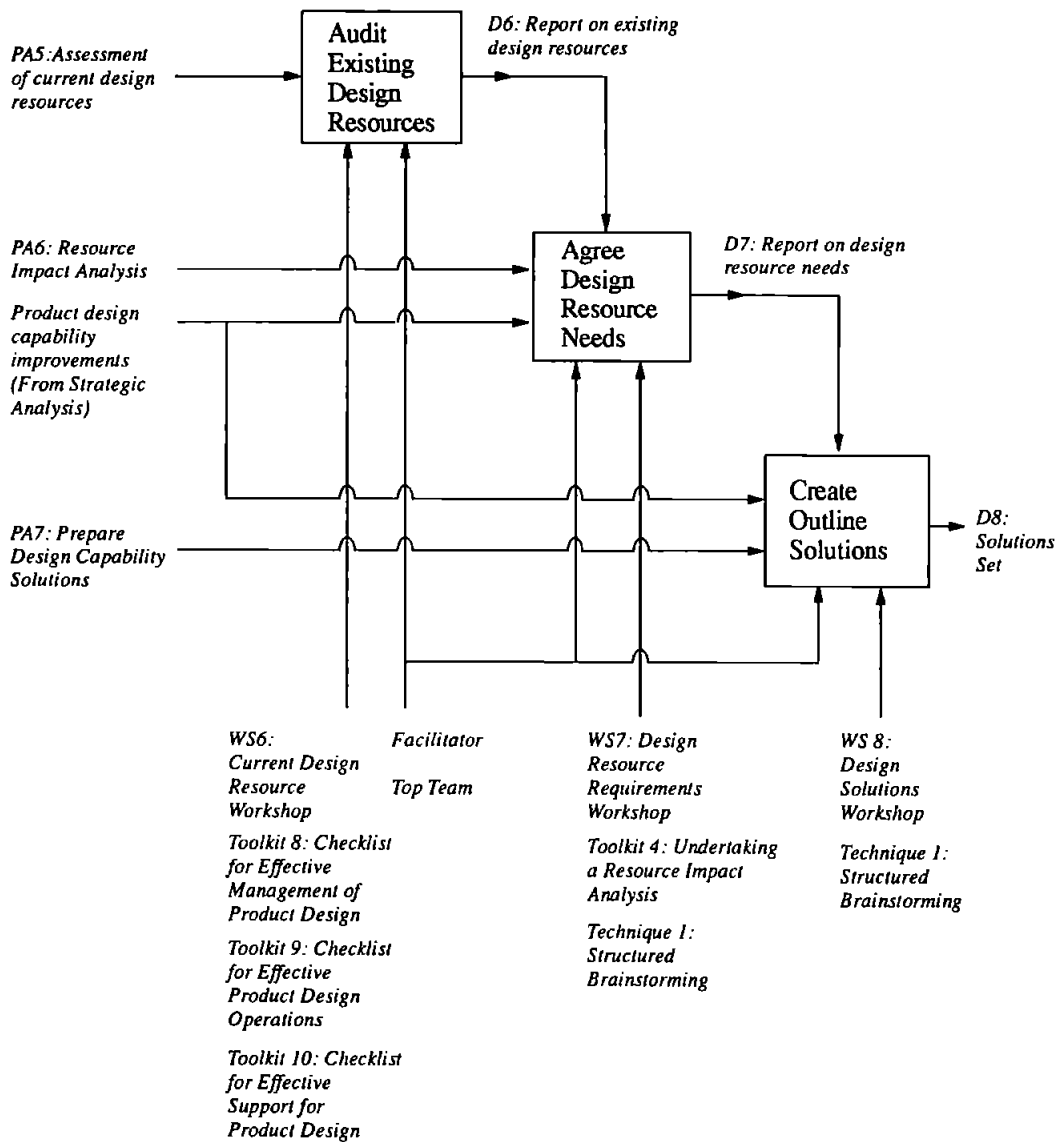 Audit
Existing
Design
Resources
D6: Report on existing
design resources
PA5:Assessment
of current design
resources
PA6: Resource
Impact Analysis
Agree
Design
Resource
Needs
D7: Report on design
resource needs
Product design
capability
improvements
(From Strategic
Analysis)
Create
Outline
Solutions
D8:
Solutions
Set
PA7: Prepare
Design Capability
Solutions
WS6:
Current Design
Resource
Workshop
Toolkit 8: Checklist
for Effective
Management of
Product Design
Toolkit 9: Checklist
for Effective
Product Design
Operations
Toolkit 10: Checklist
for Effective
Support for
Product Design
Facilitator
Top Team
WS7: Design
Resource
Requirements
Workshop
Toolkit 4: Undertaking
a Resource Impact
Analysis
Technique 1:
Structured
Brainstorming
WS 8:
Design
Solutions
Workshop
Technique 1:
Structured
Brainstorming